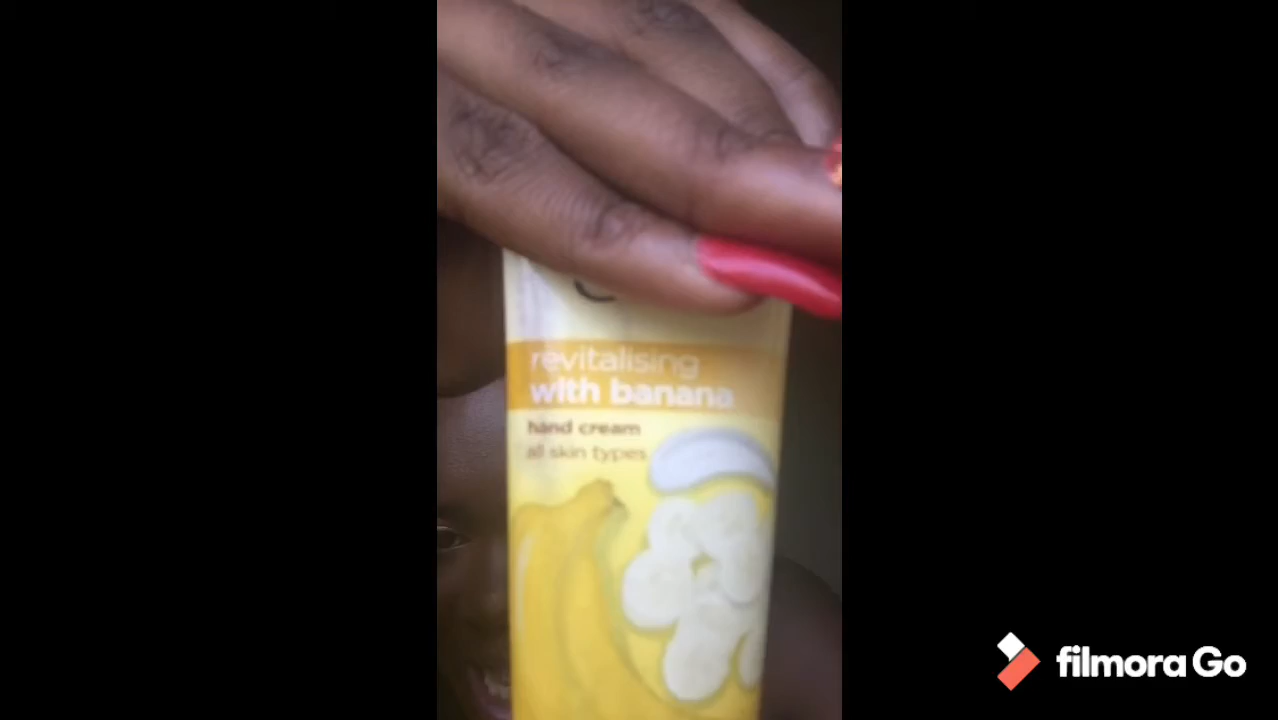 revitalising
with banana
hand cream
all skin types
filmora Go